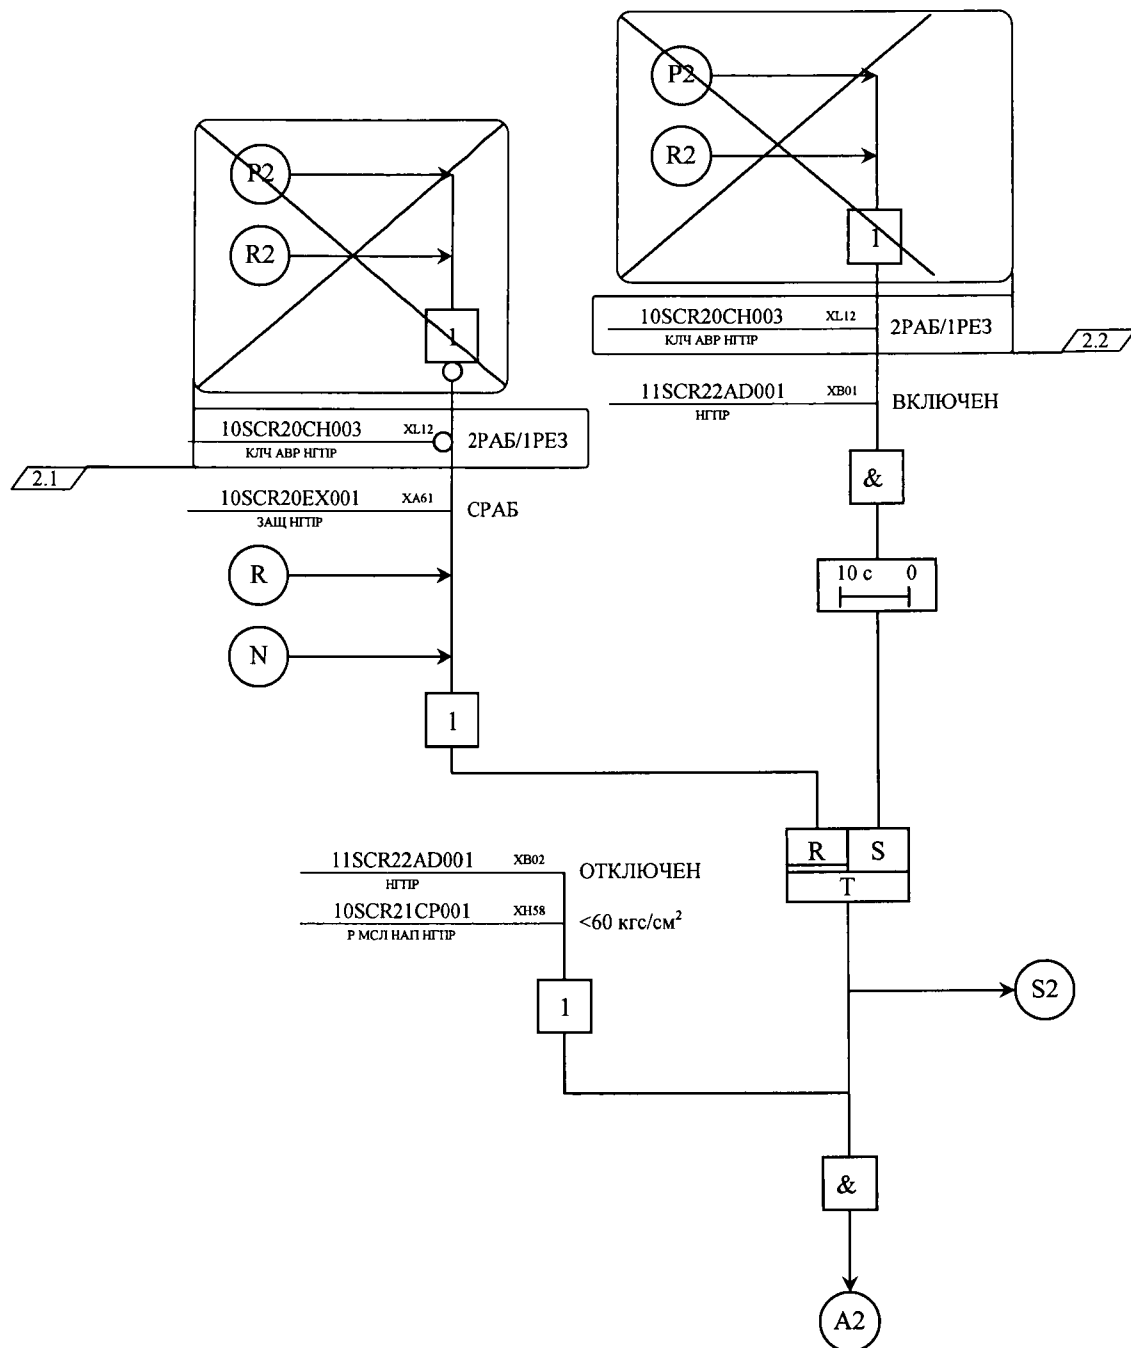 P2
R2
1
10SCR20CH003 XL12 2РАБ/1РЕЗ
КЛЧ АВР НГПР
2.2
11SCR22AD001 XB01 ВКЛЮЧЕН
НГПР
&
10 с 0
P2
R2
1
10SCR20CH003 XL12 2РАБ/1РЕЗ
КЛЧ АВР НГПР
2.1
10SCR20EX001 XA61 СРАБ
ЗАЩ НГПР
R
N
1
R S
T
11SCR22AD001 XB02 ОТКЛЮЧЕН
НГПР
10SCR21CP001 XH58 <60 кгс/см²
Р МСЛ НАП НГПР
1
S2
&
A2